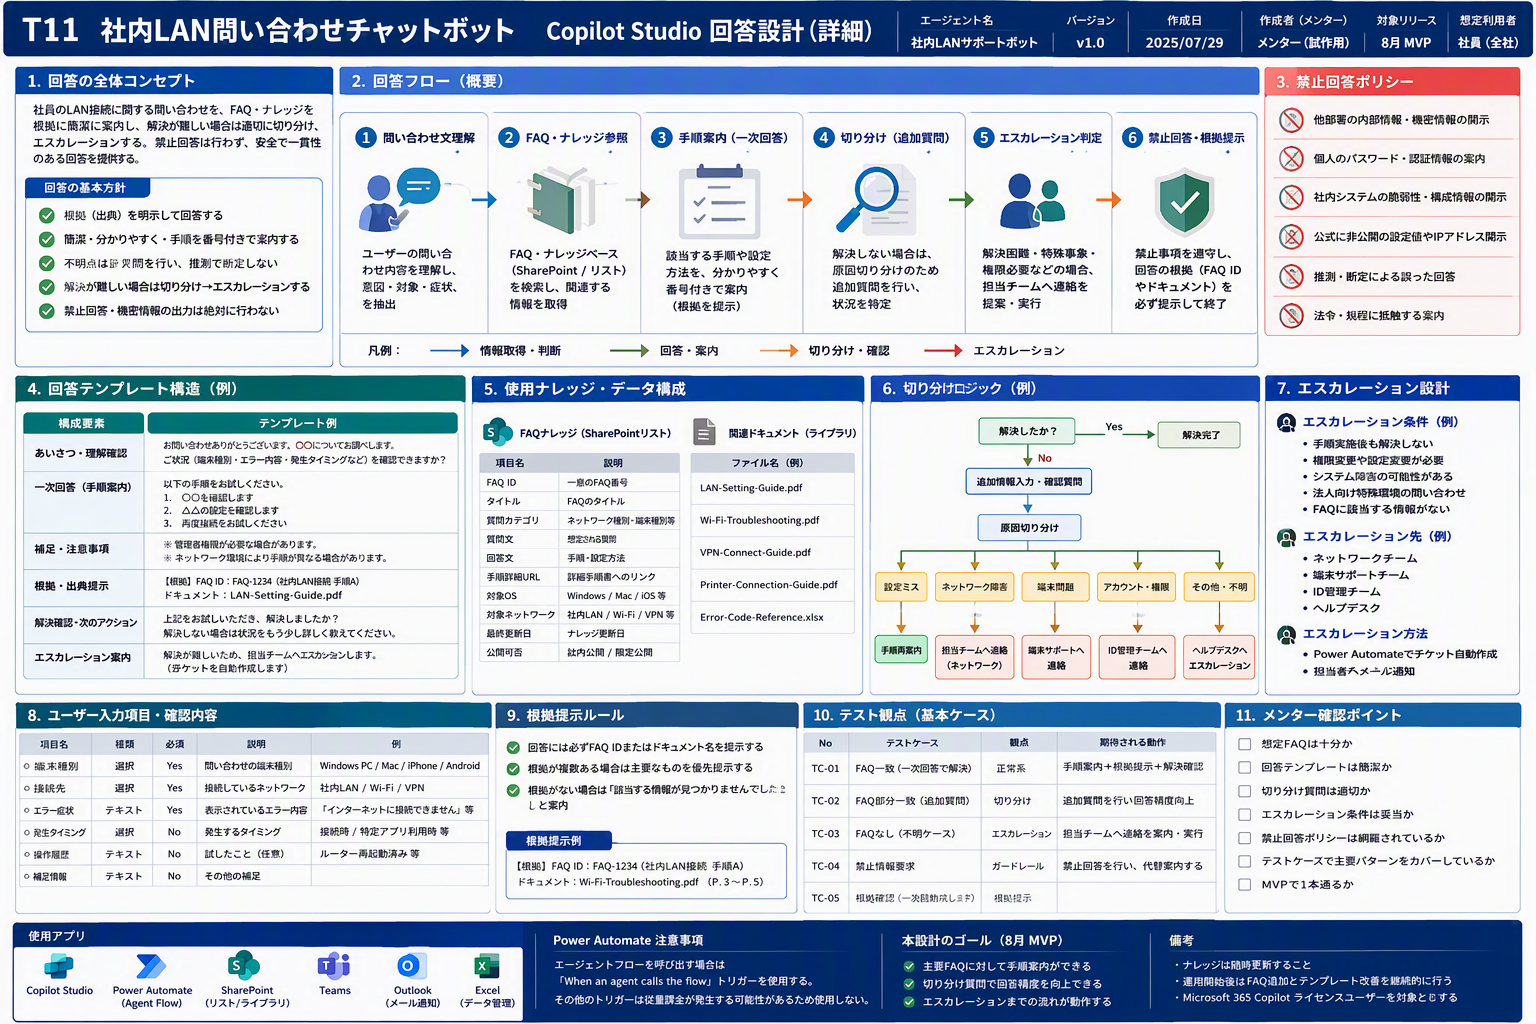 T11 社内LAN問い合わせチャットボット Copilot Studio 回答設計（詳細）
エージェント名
社内LANサポートボット
バージョン
v1.0
作成日
2025/07/29
作成者（メンター）
メンター（試作用）
対象リリース
8月 MVP
想定利用者
社員（全社）
1. 回答の全体コンセプト
社員のLAN接続に関する問い合わせを、FAQ・ナレッジを
根拠に簡潔に案内し、解決が難しい場合は適切に切り分け、
エスカレーションする。禁止回答は行わず、安全で一貫性
のある回答を提供する。
回答の基本方針
根拠（出典）を明示して回答する
簡潔・分かりやすく・手順を番号付きで案内する
不明点は 問を行い、推測で断定しない
解決が難しい場合は切り分け→エスカレーションする
禁止回答・機密情報の出力は絶対に行わない
2. 回答フロー（概要）
1 問い合わせ文理解
ユーザーの問い合
わせ内容を理解し、
意図・対象・症状、
を抽出
2 FAQ・ナレッジ参照
FAQ・ナレッジベース
（SharePoint / リスト）
を検索し、関連する
情報を取得
3 手順案内（一次回答）
該当する手順や設定
方法を、分かりやすく
番号付きで案内
（根拠を提示）
4 切り分け（追加質問）
解決しない場合は、
原因切り分けのため
追加質問を行い、
状況を特定
5 エスカレーション判定
解決困難・特殊事象・
権限必要などの場合、
担当チームへ連絡を
提案・実行
6 禁止回答・根拠提示
禁止事項を遵守し、
回答の根拠（FAQ ID
やドキュメント）を
必ず提示して終了
凡例： 情報取得・判断 回答・案内 切り分け・確認 エスカレーション
3. 禁止回答ポリシー
他部署の内部情報・機密情報の開示
個人のパスワード・認証情報の案内
社内システムの脆弱性・構成情報の開示
公式に非公開の設定値やIPアドレス開示
推測・断定による誤った回答
法令・規程に抵触する案内
4. 回答テンプレート構造（例）
構成要素 テンプレート例
あいさつ・理解確認
お問い合わせありがとうございます。〇〇についてお調べします。
ご状況（端末種別・エラー内容・発生タイミングなど）を確認できますか？
一次回答（手順案内）
以下の手順をお試しください。
1. 〇〇を確認します
2. △△の設定を確認します
3. 再度接続をお試しください
補足・注意事項
※ 管理者権限が必要な場合があります。
※ ネットワーク環境により手順が異なる場合があります。
根拠・出典提示
【根拠】FAQ ID：FAQ-1234（社内LAN接続 手順A）
ドキュメント：LAN-Setting-Guide.pdf
解決確認・次のアクション
上記をお試しいただき、解決しましたか？
解決しない場合は状況をもう少し詳しく教えてください。
エスカレーション案内
解決が難しいため、担当チームへエスカションします。
（チケットを自動作成します）
5. 使用ナレッジ・データ構成
FAQナレッジ（SharePointリスト）
項目名 説明
FAQ ID 一意のFAQ番号
タイトル FAQのタイトル
質問カテゴリ ネットワーク種別・端末種別等
質問文 想定される質問
回答文 手順・設定方法
手順詳細URL 詳細手順書へのリンク
対象OS Windows / Mac / iOS 等
対象ネットワーク 社内LAN / Wi-Fi / VPN 等
最終更新日 ナレッジ更新日
公開可否 社内公開 / 限定公開
関連ドキュメント（ライブラリ）
ファイル名（例）
LAN-Setting-Guide.pdf
Wi-Fi-Troubleshooting.pdf
VPN-Connect-Guide.pdf
Printer-Connection-Guide.pdf
Error-Code-Reference.xlsx
6. 切り分けロジック（例）
解決したか？
Yes
解決完了
No
追加情報入力・確認質問
原因切り分け
設定ミス ネットワーク障害 端末問題 アカウント・権限 その他・不明
手順再案内
担当チームへ連絡
（ネットワーク）
端末サポートへ
連絡
ID管理チームへ
連絡
ヘルプデスクへ
エスカレーション
7. エスカレーション設計
エスカレーション条件（例）
• 手順実施後も解決しない
• 権限変更や設定変更が必要
• システム障害の可能性がある
• 法人向け特殊環境の問い合わせ
• FAQに該当する情報がない
エスカレーション先（例）
• ネットワークチーム
• 端末サポートチーム
• ID管理チーム
• ヘルプデスク
エスカレーション方法
• Power Automateでチケット自動作成
• 担当者へメール通知
8. ユーザー入力項目・確認内容
項目名 種類 必須 説明 例
端末種別 選択 Yes 問い合わせの端末種別 Windows PC / Mac / iPhone / Android
接続先 選択 Yes 接続しているネットワーク 社内LAN / Wi-Fi / VPN
エラー症状 テキスト Yes 表示されているエラー内容 「インターネットに接続できません」等
発生タイミング 選択 No 発生するタイミング 接続時 / 特定アプリ利用時 等
操作履歴 テキスト No 試したこと（任意） ルーター再起動済み 等
補足情報 テキスト No その他の補足
9. 根拠提示ルール
回答には必ずFAQ IDまたはドキュメント名を提示する
根拠が複数ある場合は主要なものを優先提示する
根拠がない場合は「該当する情報が見つかりませんでした
」と案内
根拠提示例
【根拠】FAQ ID：FAQ-1234（社内LAN接続 手順A）
ドキュメント：Wi-Fi-Troubleshooting.pdf （P.3～P.5）
10. テスト観点（基本ケース）
No テストケース 観点 期待される動作
TC-01 FAQ一致（一次回答で解決） 正常系 手順案内＋根拠提示＋解決確認
TC-02 FAQ部分一致（追加質問） 切り分け 追加質問を行い回答精度向上
TC-03 FAQなし（不明ケース） エスカレーション 担当チームへ連絡を案内・実行
TC-04 禁止情報要求 ガードレール 禁止回答を行い、代替案内する
TC-05 根拠確認 根拠提示
11. メンター確認ポイント
想定FAQは十分か
回答テンプレートは簡潔か
切り分け質問は適切か
エスカレーション条件は妥当か
禁止回答ポリシーは網羅されているか
テストケースで主要パターンをカバーしているか
MVPで1本通るか
使用アプリ
Copilot Studio
Power Automate
（Agent Flow）
SharePoint
（リスト/ライブラリ）
Teams
Outlook
（メール通知）
Excel
（データ管理）
Power Automate 注意事項
エージェントフローを呼び出す場合は
「When an agent calls the flow」トリガーを使用する。
その他のトリガーは従量課金が発生する可能性があるため使用しない。
本設計のゴール（8月 MVP）
主要FAQに対して手順案内ができる
切り分け質問で回答精度を向上できる
エスカレーションまでの流れが動作する
備考
・ナレッジは随時更新すること
・運用開始後はFAQ追加とテンプレート改善を継続的に行う
・Microsoft 365 Copilot ライセンスユーザーを対象とする